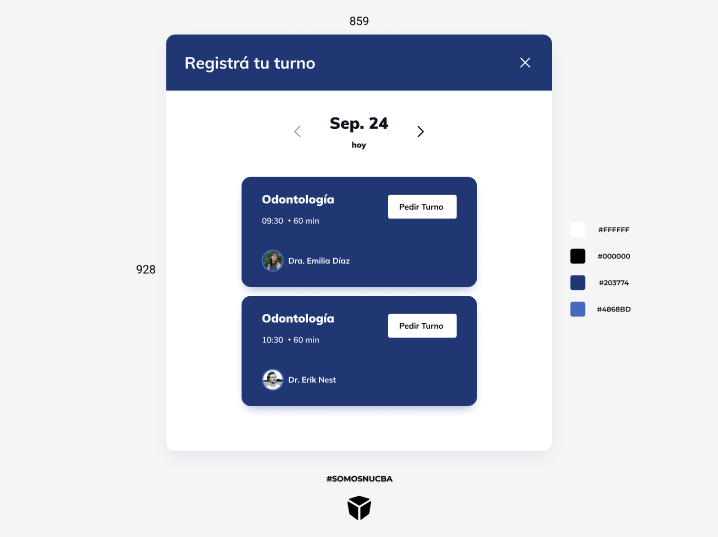 859
Registrá tu turno
Sep. 24
hoy
Odontología
Pedir Turno
09:30 • 60 min
Dra. Emilia Díaz
Odontología
Pedir Turno
10:30 • 60 min
Dr. Erik Nest
928
#FFFFFF
#000000
#203774
#4868BD
#SOMOSNUCBA